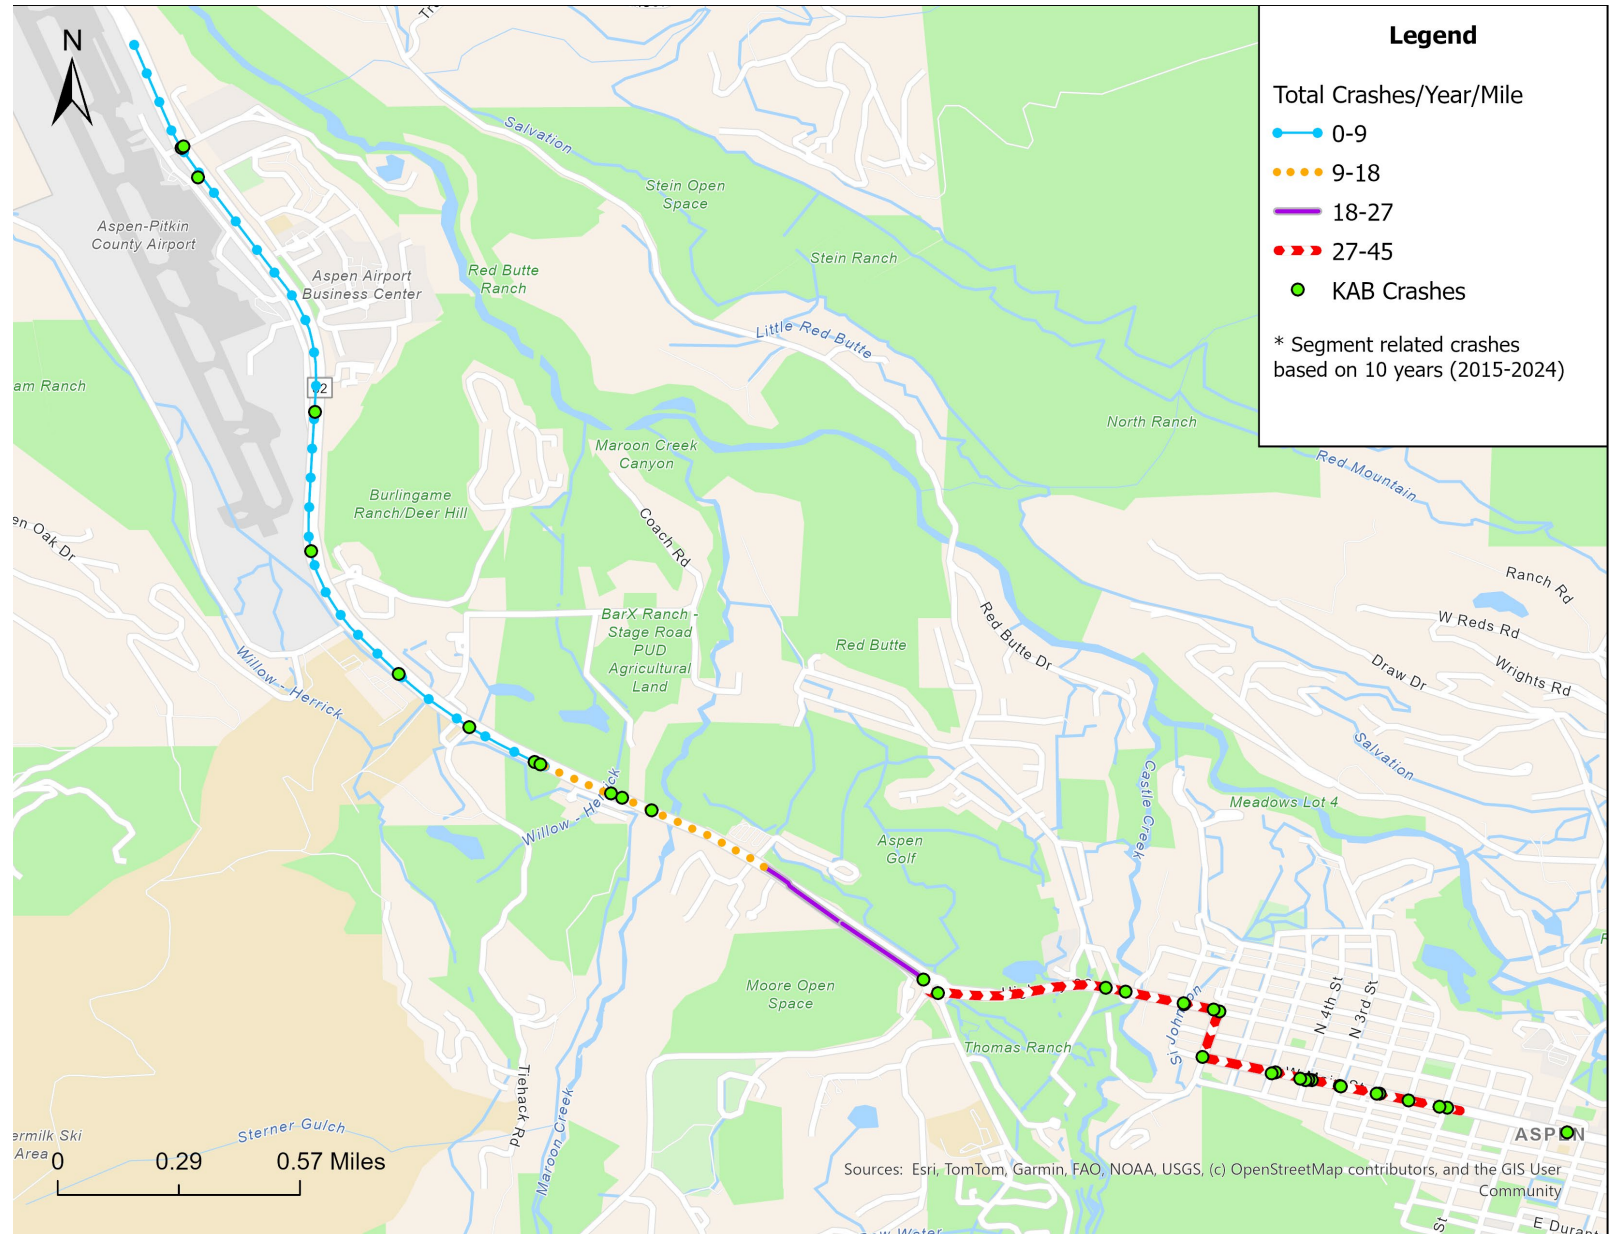 N
Legend
Total Crashes/Year/Mile
0-9
9-18
18-27
27-45
KAB Crashes
* Segment related crashes
based on 10 years (2015-2024)
Salvation
Stein Open
Space
Aspen-Pitkin
County Airport
Stein Ranch
Aspen Airport
Business Center
Red Butte
Ranch
Little Red Butte
am Ranch
North Ranch
Maroon Creek
Canyon
Red Mountain
Burlingame
Ranch/Deer Hill
Coach Rd
en Oak Dr
Ranch Rd
BarX Ranch -
Stage Road
PUD
Agricultural
Land
Red Butte Dr
W Reds Rd
Red Butte
Draw Dr
Wrights Rd
Willow - Herrick
Salvation
Castle Creek
Meadows Lot 4
Willow - Herrick
Aspen
Golf
Moore Open
Space
N 4th St
N 3rd St
Si Johnson
Thomas Ranch
Tiehack Rd
Maroon Creek
Sterner Gulch
ermilk Ski
Area
ASPEN
0
0.29
0.57 Miles
Sources: Esri, TomTom, Garmin, FAO, NOAA, USGS, (c) OpenStreetMap contributors, and the GIS User
Community
St
E Durant